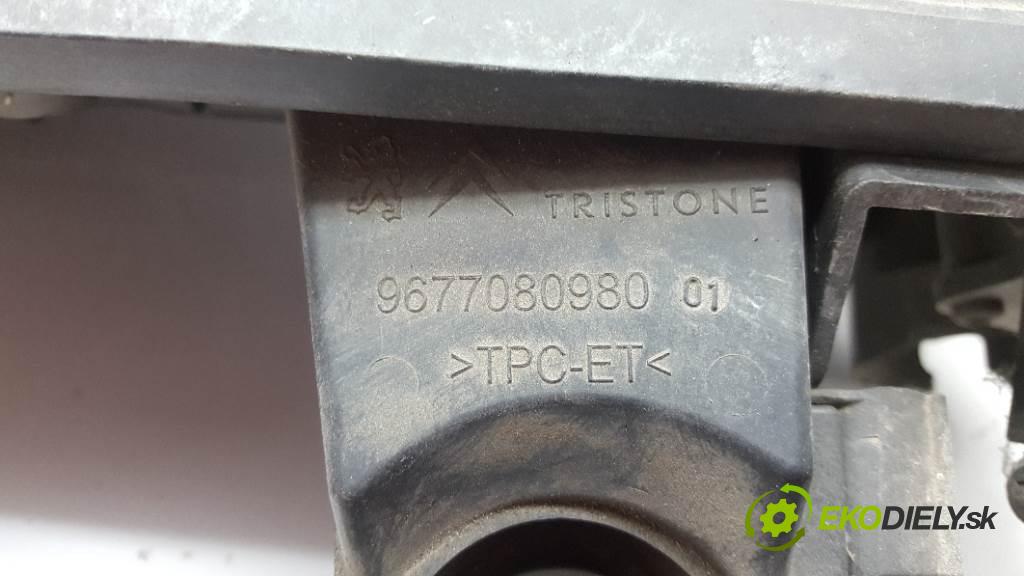 TRISTONE
9677080980 01
>TPC-ET<
EKODIELY.sk